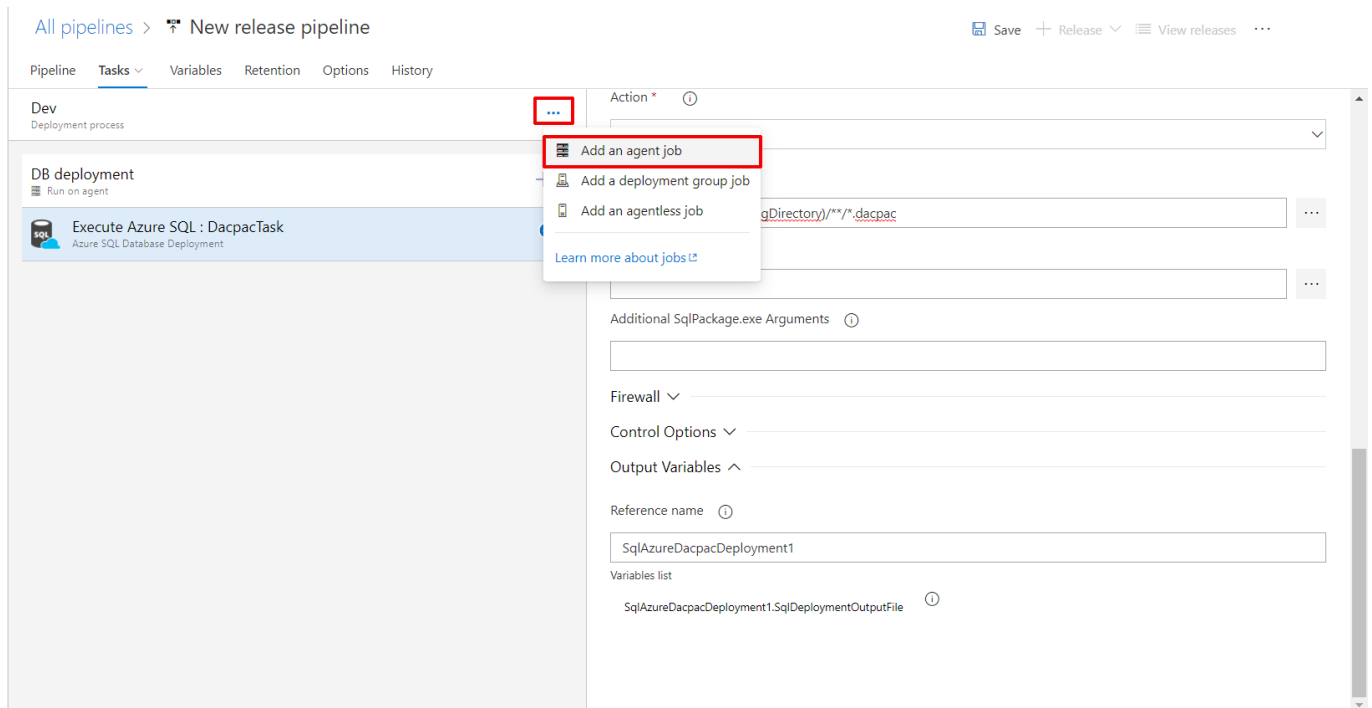 All pipelines > New release pipeline
Save + Release View releases ...
Pipeline Tasks Variables Retention Options History
Dev
Deployment process
...
Add an agent job
Add a deployment group job
Add an agentless job
Learn more about jobs
DB deployment
Run on agent
SQL
Execute Azure SQL : DacpacTask
Azure SQL Database Deployment
Action *
gDirectory)/**/*.dacpac
...
...
Additional SqlPackage.exe Arguments
Firewall
Control Options
Output Variables
Reference name
SqlAzureDacpacDeployment1
Variables list
SqlAzureDacpacDeployment1.SqlDeploymentOutputFile